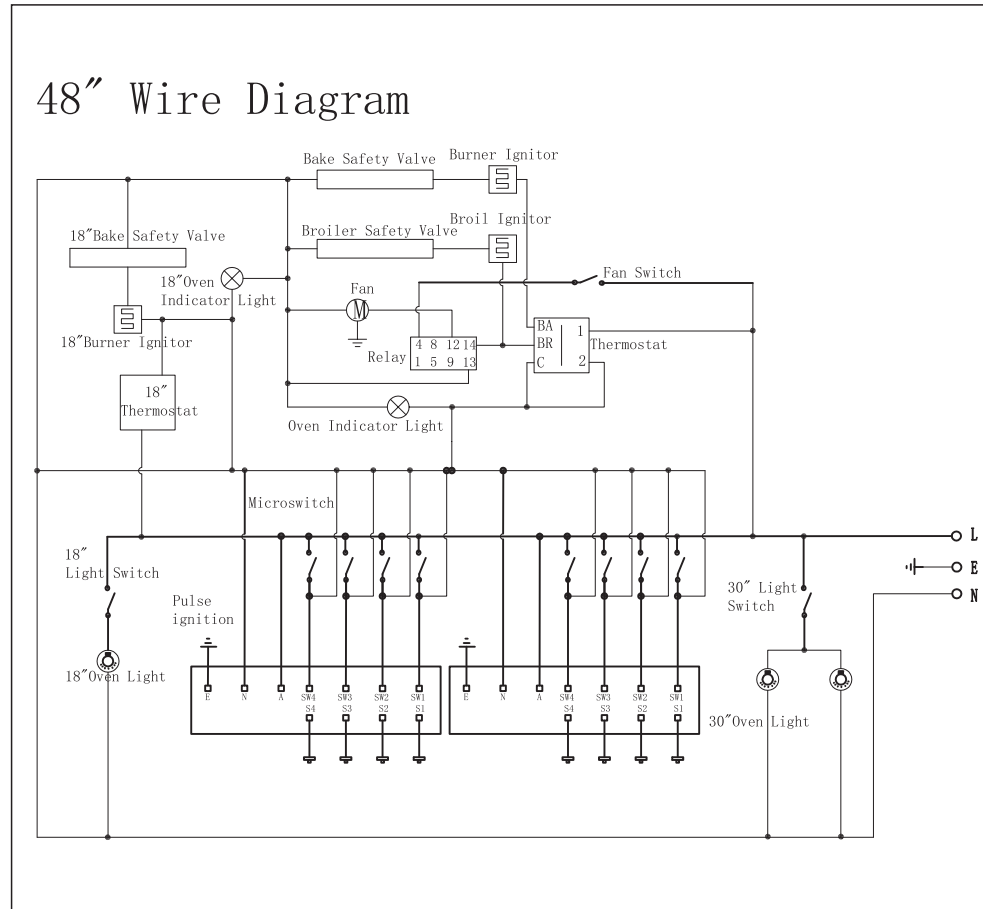 48" Wire Diagram
Bake Safety Valve
Burner Ignitor
Broil Ignitor
18"Bake Safety Valve
Broiler Safety Valve
18"Oven
Indicator Light
Fan
M
Fan Switch
18"Burner Ignitor
Relay
4 8 12 14
1 5 9 13
BA
BR
C
1
2
Thermostat
18"
Thermostat
Oven Indicator Light
Microswitch
L
E
N
18"
Light Switch
30" Light
Switch
Pulse
ignition
18"Oven Light
30"Oven Light
E N A SW4 SW3 SW2 SW1
S4 S3 S2 S1
E N A SW4 SW3 SW2 SW1
S4 S3 S2 S1